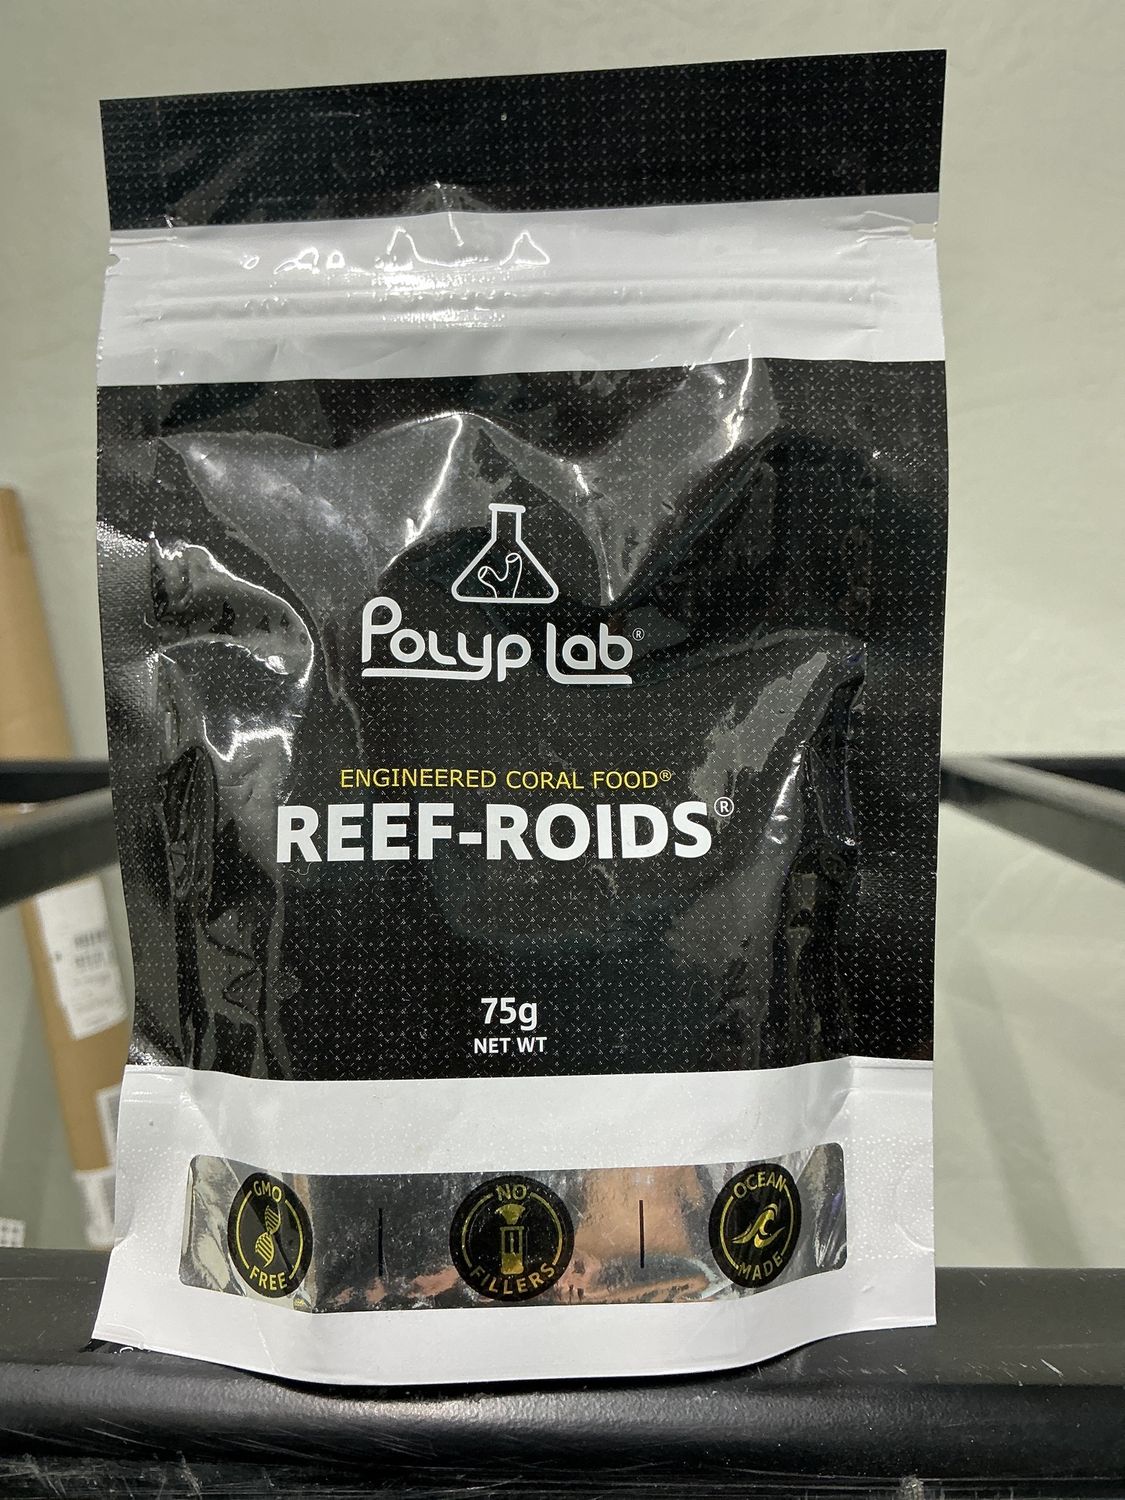 Polyp Lab®
ENGINEERED CORAL FOOD®
REEF-ROIDS®
75g
NET WT
GMO FREE
NO FILLERS
OCEAN MADE